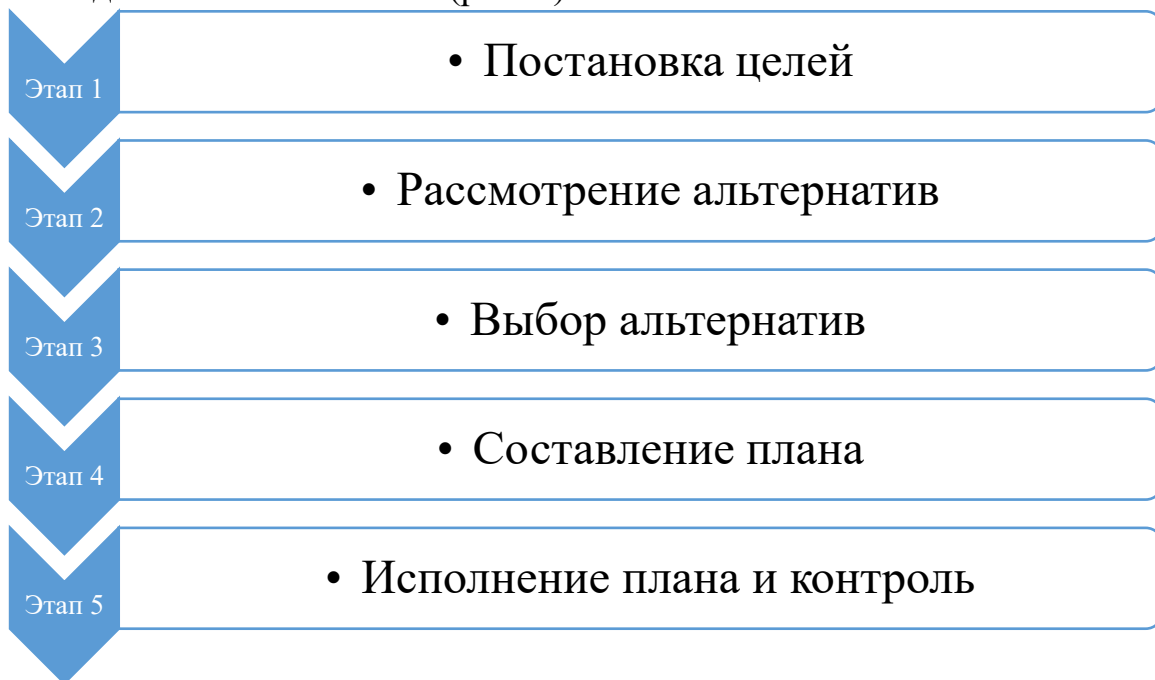 Этап 1
• Постановка целей
Этап 2
• Рассмотрение альтернатив
Этап 3
• Выбор альтернатив
Этап 4
• Составление плана
Этап 5
• Исполнение плана и контроль